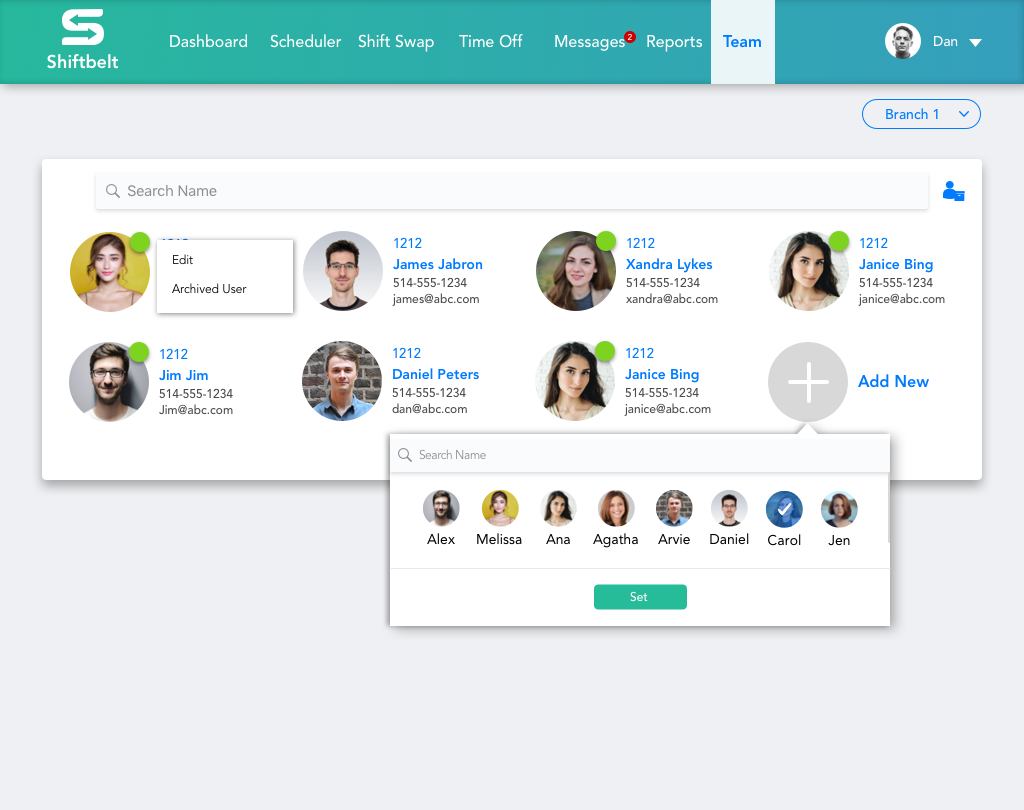 Shiftbelt
Dashboard
Scheduler
Shift Swap
Time Off
Messages
2
Reports
Team
Dan
Branch 1
Search Name
Edit
Archived User
1212
James Jabron
514-555-1234
james@abc.com
1212
Xandra Lykes
514-555-1234
xandra@abc.com
1212
Janice Bing
514-555-1234
janice@abc.com
1212
Jim Jim
514-555-1234
Jim@abc.com
1212
Daniel Peters
514-555-1234
dan@abc.com
1212
Janice Bing
514-555-1234
janice@abc.com
Add New
Search Name
Alex
Melissa
Ana
Agatha
Arvie
Daniel
Carol
Jen
Set